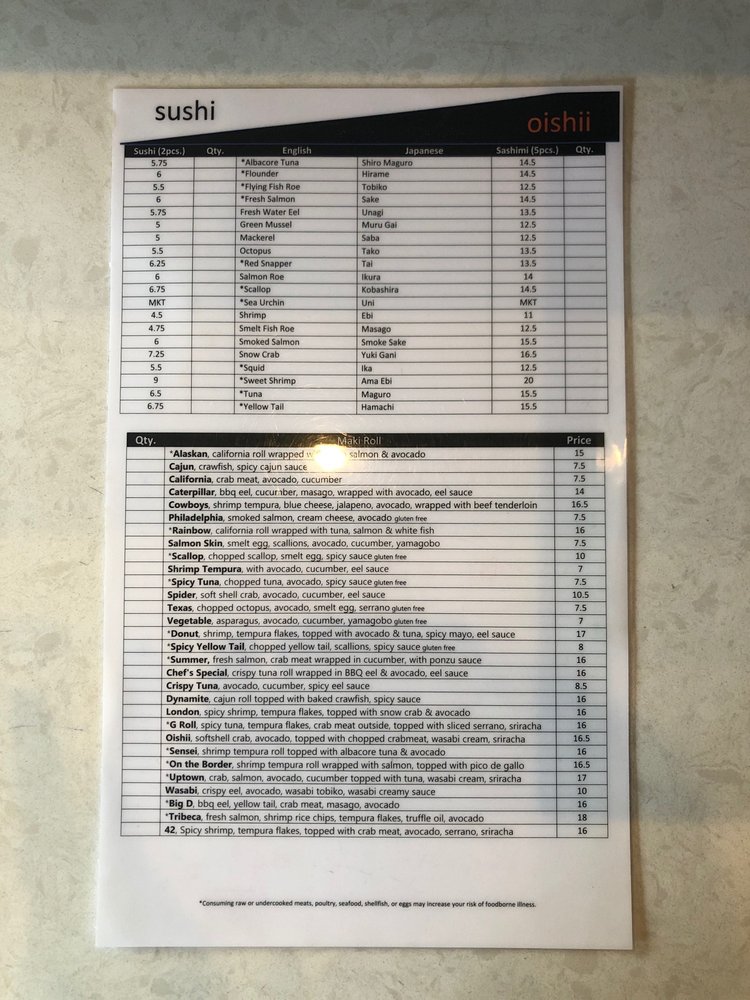 sushi
oishii
Sushi (2pcs.) Qty. English Japanese Sashimi (5pcs.) Qty.
5.75 *Albacore Tuna Shiro Maguro 14.5
6 *Flounder Hirame 14.5
5.5 *Flying Fish Roe Tobiko 12.5
6 *Fresh Salmon Sake 14.5
5.75 Fresh Water Eel Unagi 13.5
5 Green Mussel Muru Gai 12.5
5 Mackerel Saba 12.5
5.5 Octopus Tako 13.5
6.25 *Red Snapper Tai 13.5
6 Salmon Roe Ikura 14
6.75 *Scallop Kobashira 14.5
MKT *Sea Urchin Uni MKT
4.5 Shrimp Ebi 11
4.75 Smelt Fish Roe Masago 12.5
6 Smoked Salmon Smoke Sake 15.5
7.25 Snow Crab Yuki Gani 16.5
5.5 *Squid Ika 12.5
9 *Sweet Shrimp Ama Ebi 20
6.5 *Tuna Maguro 15.5
6.75 *Yellow Tail Hamachi 15.5
Qty. Maki Roll Price
*Alaskan, california roll wrapped salmon & avocado 15
Cajun, crawfish, spicy cajun sauce 7.5
California, crab meat, avocado, cucumber 7.5
Caterpillar, bbq eel, cucumber, masago, wrapped with avocado, eel sauce 14
Cowboys, shrimp tempura, blue cheese, jalapeno, avocado, wrapped with beef tenderloin 16.5
Philadelphia, smoked salmon, cream cheese, avocado gluten free 7.5
*Rainbow, california roll wrapped with tuna, salmon & white fish 16
Salmon Skin, smelt egg, scallions, avocado, cucumber, yamagobo 7.5
*Scallop, chopped scallop, smelt egg, spicy sauce gluten free 10
Shrimp Tempura, with avocado, cucumber, eel sauce 7
*Spicy Tuna, chopped tuna, avocado, spicy sauce gluten free 7.5
Spider, soft shell crab, avocado, cucumber, eel sauce 10.5
Texas, chopped octopus, avocado, smelt egg, serrano gluten free 7.5
Vegetable, asparagus, avocado, cucumber, yamagobo gluten free 7
*Donut, shrimp, tempura flakes, topped with avocado & tuna, spicy mayo, eel sauce 17
*Spicy Yellow Tail, chopped yellow tail, scallions, spicy sauce gluten free 8
*Summer, fresh salmon, crab meat wrapped in cucumber, with ponzu sauce 16
Chef's Special, crispy tuna roll wrapped in BBQ eel & avocado, eel sauce 16
Crispy Tuna, avocado, cucumber, spicy eel sauce 8.5
Dynamite, cajun roll topped with baked crawfish, spicy sauce 16
London, spicy shrimp, tempura flakes, topped with snow crab & avocado 16
*G Roll, spicy tuna, tempura flakes, crab meat outside, topped with sliced serrano, sriracha 16
Oishii, softshell crab, avocado, topped with chopped crabmeat, wasabi cream, sriracha 16.5
*Sensei, shrimp tempura roll topped with albacore tuna & avocado 16
*On the Border, shrimp tempura roll wrapped with salmon, topped with pico de gallo 16.5
*Uptown, crab, salmon, avocado, cucumber topped with tuna, wasabi cream, sriracha 17
Wasabi, crispy eel, avocado, wasabi tobiko, wasabi creamy sauce 10
*Big D, bbq eel, yellow tail, crab meat, masago, avocado 16
*Tribeca, fresh salmon, shrimp rice chips, tempura flakes, truffle oil, avocado 18
42, Spicy shrimp, tempura flakes, topped with crab meat, avocado, serrano, sriracha 16
*Consuming raw or undercooked meats, poultry, seafood, shellfish, or eggs may increase your risk of foodborne illness.